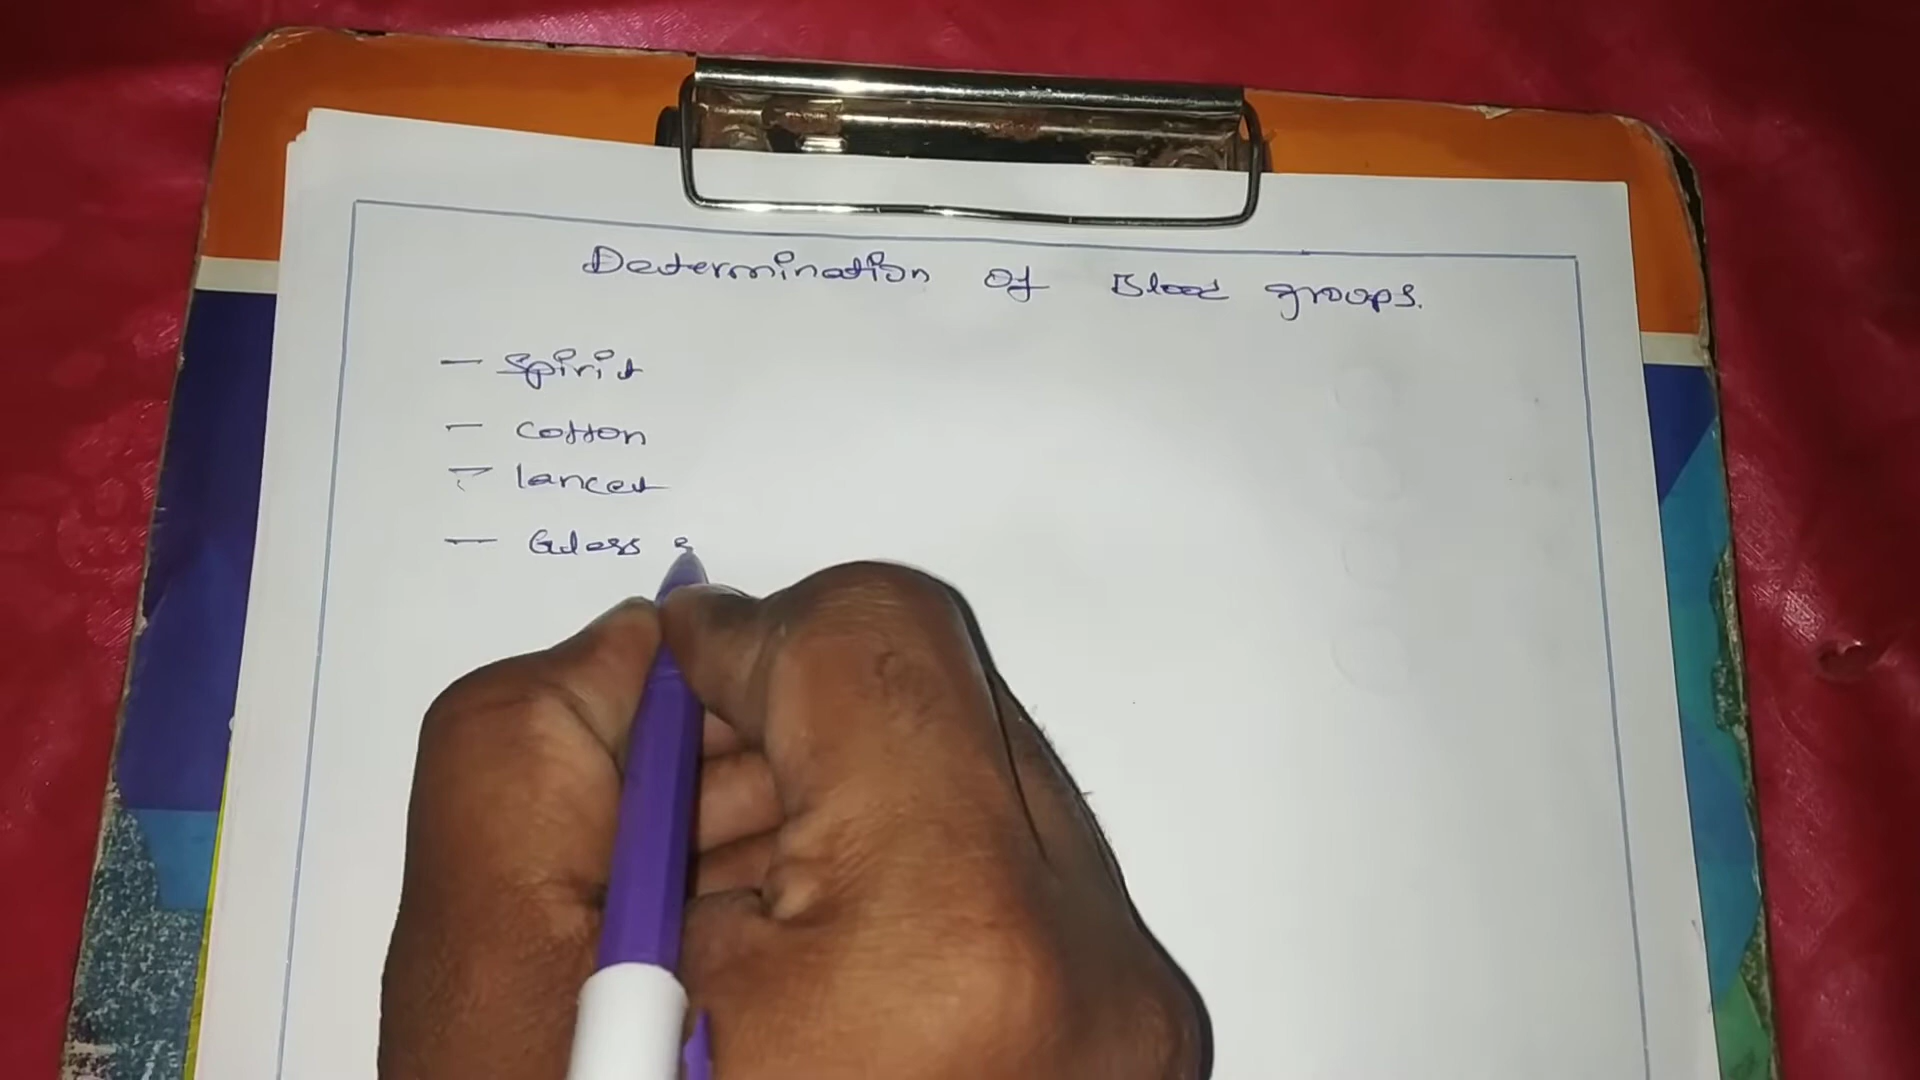 Determination of Blood groups.
- Spirit
- cotton
- lancet
- Glass s